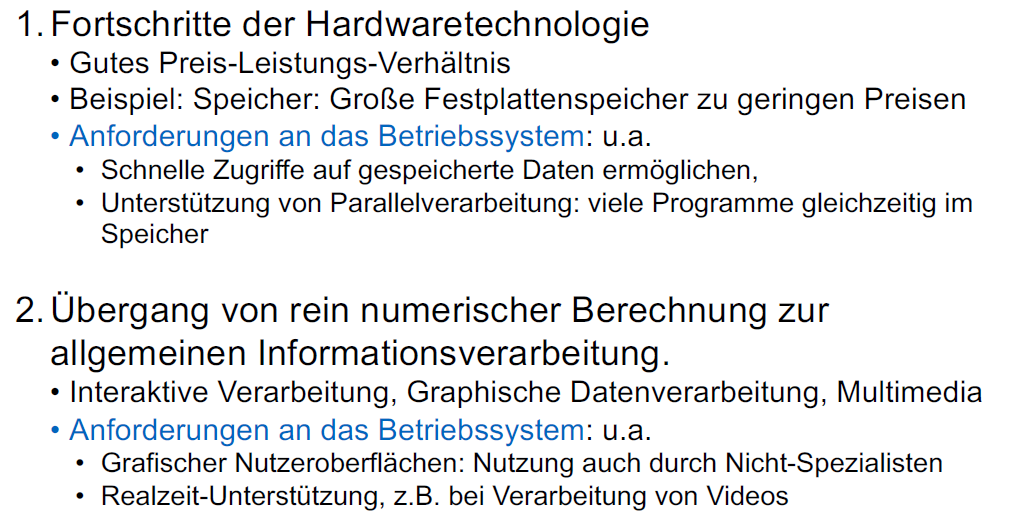 1. Fortschritte der Hardwaretechnologie
• Gutes Preis-Leistungs-Verhältnis
• Beispiel: Speicher: Große Festplattenspeicher zu geringen Preisen
• Anforderungen an das Betriebssystem: u.a.
• Schnelle Zugriffe auf gespeicherte Daten ermöglichen,
• Unterstützung von Parallelverarbeitung: viele Programme gleichzeitig im
Speicher
2. Übergang von rein numerischer Berechnung zur
allgemeinen Informationsverarbeitung.
• Interaktive Verarbeitung, Graphische Datenverarbeitung, Multimedia
• Anforderungen an das Betriebssystem: u.a.
• Grafischer Nutzeroberflächen: Nutzung auch durch Nicht-Spezialisten
• Realzeit-Unterstützung, z.B. bei Verarbeitung von Videos